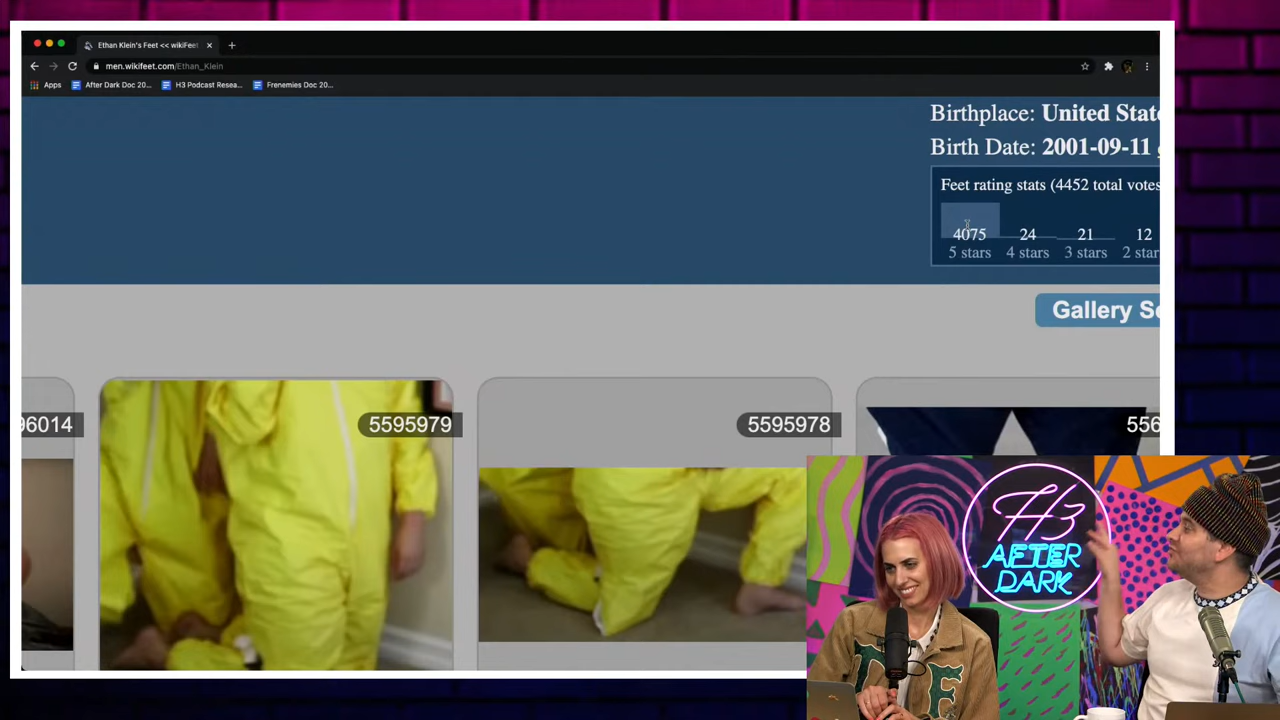 Ethan Klein's Feet << wikiFee
men.wikifeet.com/Ethan_Klein
Apps After Dark Doc 20... H3 Podcast Resea... Frenemies Doc 20...
Birthplace: United State
Birth Date: 2001-09-11
Feet rating stats (4452 total votes
4075 24 21 12
5 stars 4 stars 3 stars 2 star
Gallery Se
96014 5595979 5595978 556
H3
AFTER
DARK